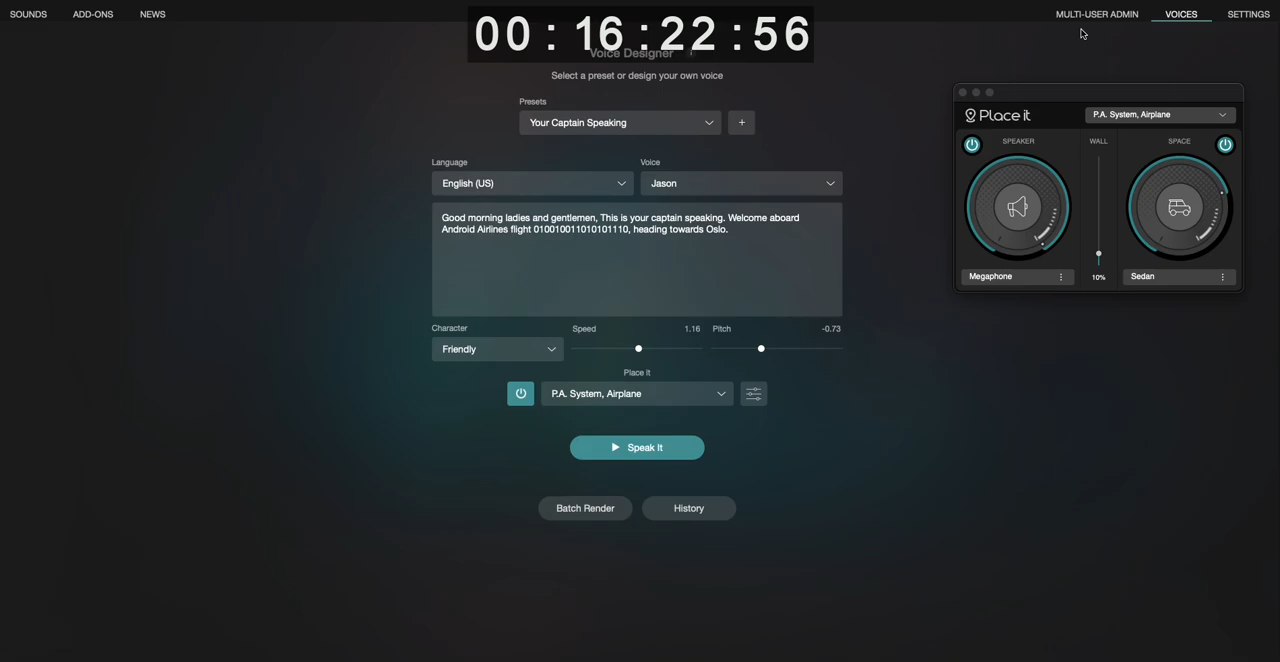 SOUNDS
ADD-ONS
NEWS
00 : 16 : 22 : 56
MULTI-USER ADMIN
VOICES
SETTINGS
Voice Designer
Select a preset or design your own voice
Presets
Your Captain Speaking
+
Language
Voice
English (US)
Jason
Good morning ladies and gentlemen, This is your captain speaking. Welcome aboard
Android Airlines flight 010010011010101110, heading towards Oslo.
Character
Speed
1.16
Pitch
-0.73
Friendly
Place it
P.A. System, Airplane
Speak It
Batch Render
History
Place it
P.A. System, Airplane
SPEAKER
WALL
SPACE
Megaphone
10%
Sedan